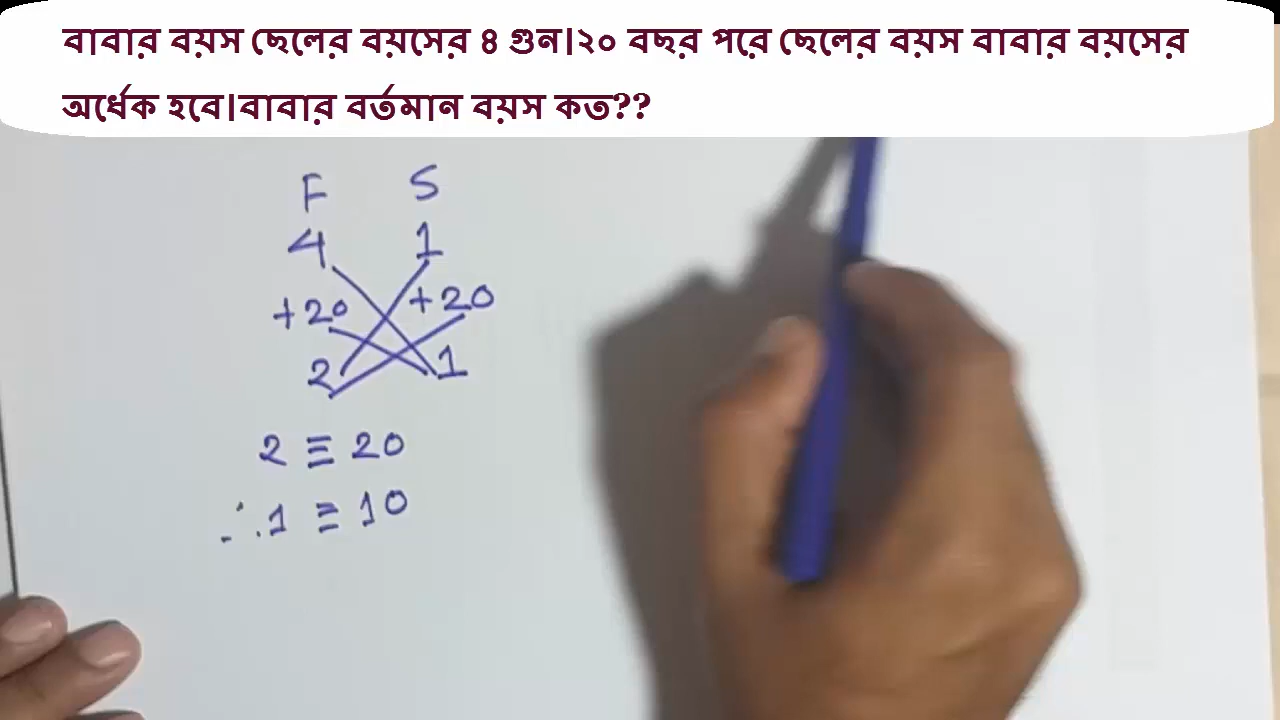 বাবার বয়স ছেলের বয়সের ৪ গুন।২০ বছর পরে ছেলের বয়স বাবার বয়সের
অর্ধেক হবে।বাবার বর্তমান বয়স কত??
F S
4 1
+20 +20
2 1
2 ≡ 20
∴ 1 ≡ 10